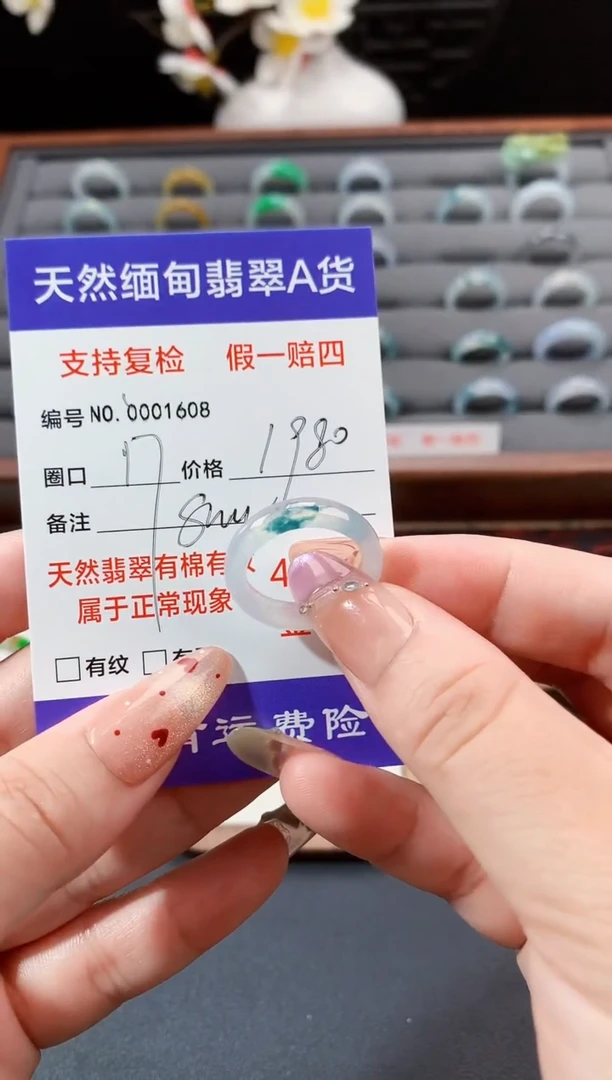 天然缅甸翡翠A货
支持复检 假一赔四
编号 NO.0001608
圈口 17 价格 1980
备注
天然翡翠有棉有
属于正常现象
有纹 有
运费险